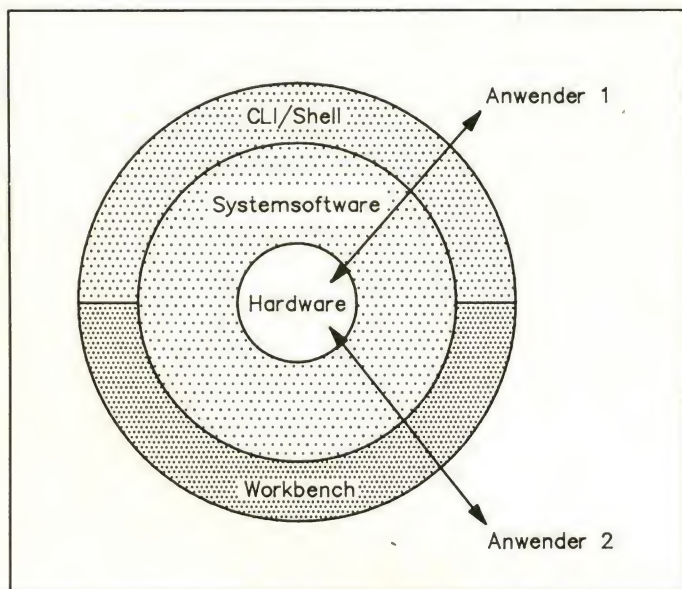 Anwender 1
CLI/Shell
Systemsoftware
Hardware
Workbench
Anwender 2